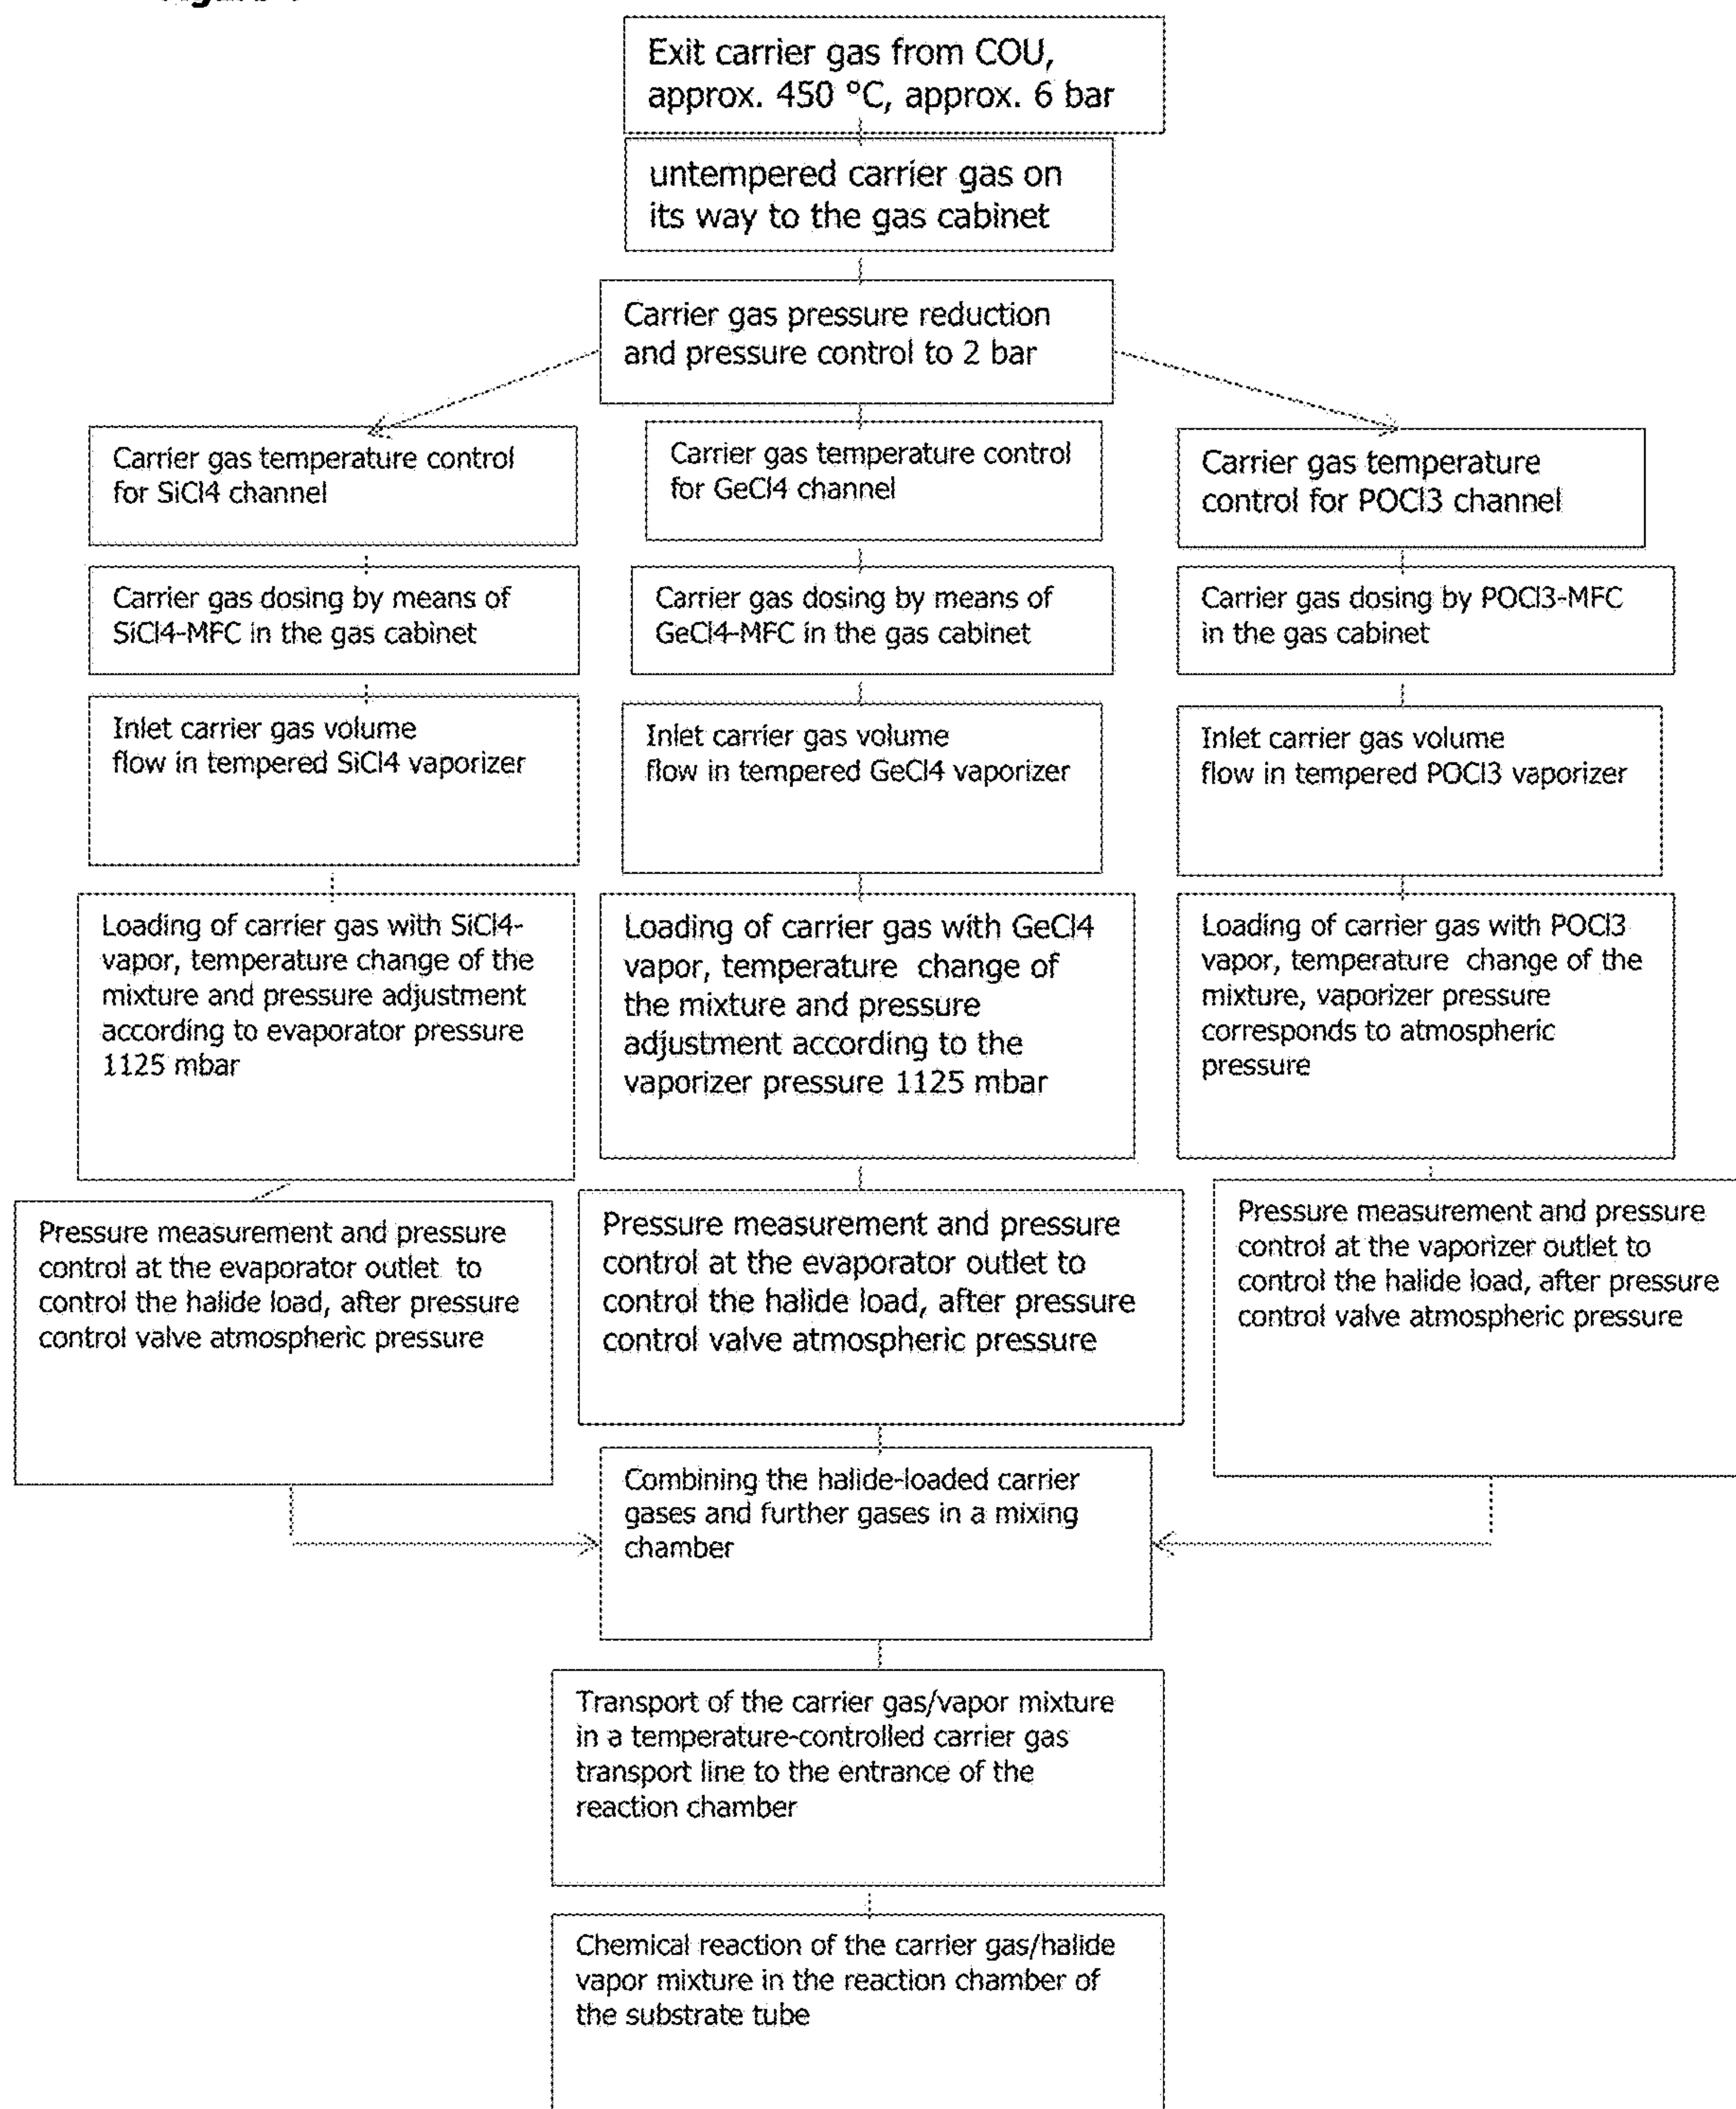 Exit carrier gas from COU,
approx. 450 °C, approx. 6 bar
untempered carrier gas on
its way to the gas cabinet
Carrier gas pressure reduction
and pressure control to 2 bar
Carrier gas temperature control
for SiCl4 channel
Carrier gas temperature control
for GeCl4 channel
Carrier gas temperature
control for POCl3 channel
Carrier gas dosing by means of
SiCl4-MFC in the gas cabinet
Carrier gas dosing by means of
GeCl4-MFC in the gas cabinet
Carrier gas dosing by POCl3-MFC
in the gas cabinet
Inlet carrier gas volume
flow in tempered SiCl4 vaporizer
Inlet carrier gas volume
flow in tempered GeCl4 vaporizer
Inlet carrier gas volume
flow in tempered POCl3 vaporizer
Loading of carrier gas with SiCl4-
vapor, temperature change of the
mixture and pressure adjustment
according to evaporator pressure
1125 mbar
Loading of carrier gas with GeCl4
vapor, temperature change of
the mixture and pressure
adjustment according to the
vaporizer pressure 1125 mbar
Loading of carrier gas with POCl3
vapor, temperature change of the
mixture, vaporizer pressure
corresponds to atmospheric
pressure
Pressure measurement and pressure
control at the evaporator outlet to
control the halide load, after pressure
control valve atmospheric pressure
Pressure measurement and pressure
control at the evaporator outlet to
control the halide load, after pressure
control valve atmospheric pressure
Pressure measurement and pressure
control at the vaporizer outlet to
control the halide load, after pressure
control valve atmospheric pressure
Combining the halide-loaded carrier
gases and further gases in a mixing
chamber
Transport of the carrier gas/vapor mixture
in a temperature-controlled carrier gas
transport line to the entrance of the
reaction chamber
Chemical reaction of the carrier gas/halide
vapor mixture in the reaction chamber of
the substrate tube